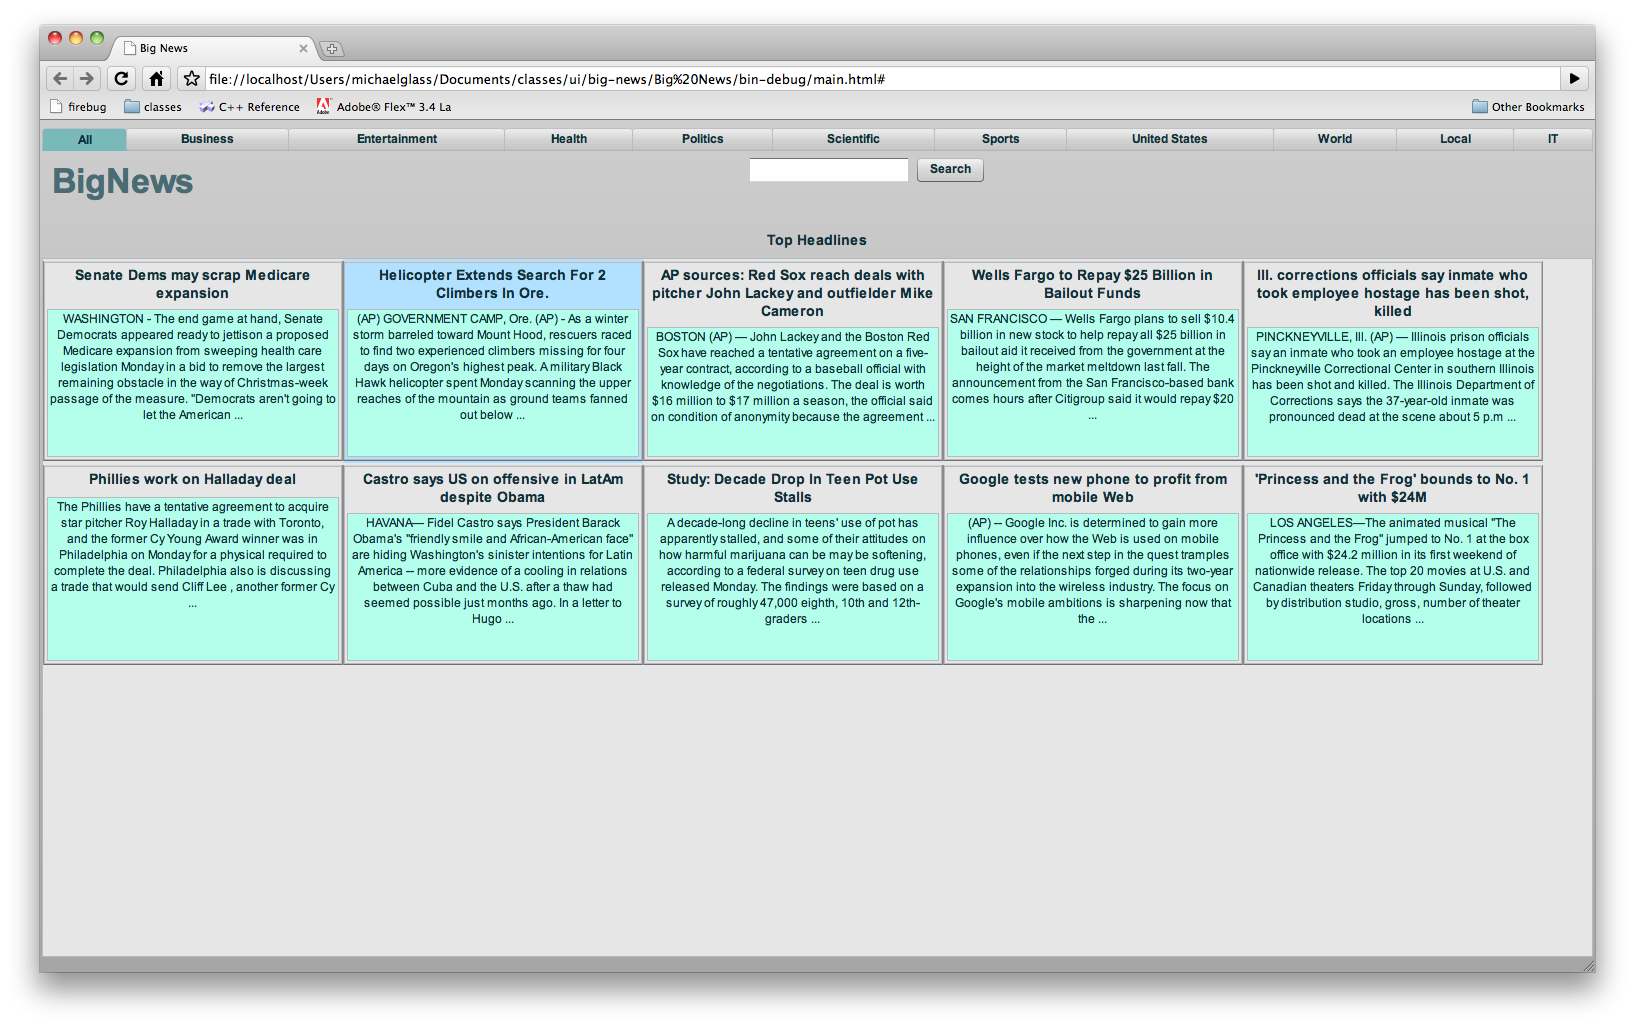 Big News
file://localhost/Users/michaelglass/Documents/classes/ui/big-news/Big%20News/bin-debug/main.html#
firebug classes C++ Reference Adobe® Flex™ 3.4 La Other Bookmarks
All Business Entertainment Health Politics Scientific Sports United States World Local IT
BigNews
Search
Top Headlines
Senate Dems may scrap Medicare
expansion
WASHINGTON - The end game at hand, Senate
Democrats appeared ready to jettison a proposed
Medicare expansion from sweeping health care
legislation Monday in a bid to remove the largest
remaining obstacle in the way of Christmas-week
passage of the measure. "Democrats aren't going to
let the American ...
Helicopter Extends Search For 2
Climbers In Ore.
(AP) GOVERNMENT CAMP, Ore. (AP) - As a winter
storm barreled toward Mount Hood, rescuers raced
to find two experienced climbers missing for four
days on Oregon's highest peak. A military Black
Hawk helicopter spent Monday scanning the upper
reaches of the mountain as ground teams fanned
out below ...
AP sources: Red Sox reach deals with
pitcher John Lackey and outfielder Mike
Cameron
BOSTON (AP) — John Lackey and the Boston Red
Sox have reached a tentative agreement on a five-
year contract, according to a baseball official with
knowledge of the negotiations. The deal is worth
$16 million to $17 million a season, the official said
on condition of anonymity because the agreement ...
Wells Fargo to Repay $25 Billion in
Bailout Funds
SAN FRANCISCO — Wells Fargo plans to sell $10.4
billion in new stock to help repay all $25 billion in
bailout aid it received from the government at the
height of the market meltdown last fall. The
announcement from the San Francisco-based bank
comes hours after Citigroup said it would repay $20
...
Ill. corrections officials say inmate who
took employee hostage has been shot,
killed
PINCKNEYVILLE, Ill. (AP) — Illinois prison officials
say an inmate who took an employee hostage at the
Pinckneyville Correctional Center in southern Illinois
has been shot and killed. The Illinois Department of
Corrections says the 37-year-old inmate was
pronounced dead at the scene about 5 p.m ...
Phillies work on Halladay deal
The Phillies have a tentative agreement to acquire
star pitcher Roy Halladay in a trade with Toronto,
and the former Cy Young Award winner was in
Philadelphia on Monday for a physical required to
complete the deal. Philadelphia also is discussing
a trade that would send Cliff Lee , another former Cy
...
Castro says US on offensive in LatAm
despite Obama
HAVANA— Fidel Castro says President Barack
Obama's "friendly smile and African-American face"
are hiding Washington's sinister intentions for Latin
America -- more evidence of a cooling in relations
between Cuba and the U.S. after a thaw had
seemed possible just months ago. In a letter to
Hugo ...
Study: Decade Drop In Teen Pot Use
Stalls
A decade-long decline in teens' use of pot has
apparently stalled, and some of their attitudes on
how harmful marijuana can be may be softening,
according to a federal survey on teen drug use
released Monday. The findings were based on a
survey of roughly 47,000 eighth, 10th and 12th-
graders ...
Google tests new phone to profit from
mobile Web
(AP) -- Google Inc. is determined to gain more
influence over how the Web is used on mobile
phones, even if the next step in the quest tramples
some of the relationships forged during its two-year
expansion into the wireless industry. The focus on
Google's mobile ambitions is sharpening now that
the ...
'Princess and the Frog' bounds to No. 1
with $24M
LOS ANGELES—The animated musical "The
Princess and the Frog" jumped to No. 1 at the box
office with $24.2 million in its first weekend of
nationwide release. The top 20 movies at U.S. and
Canadian theaters Friday through Sunday, followed
by distribution studio, gross, number of theater
locations ...